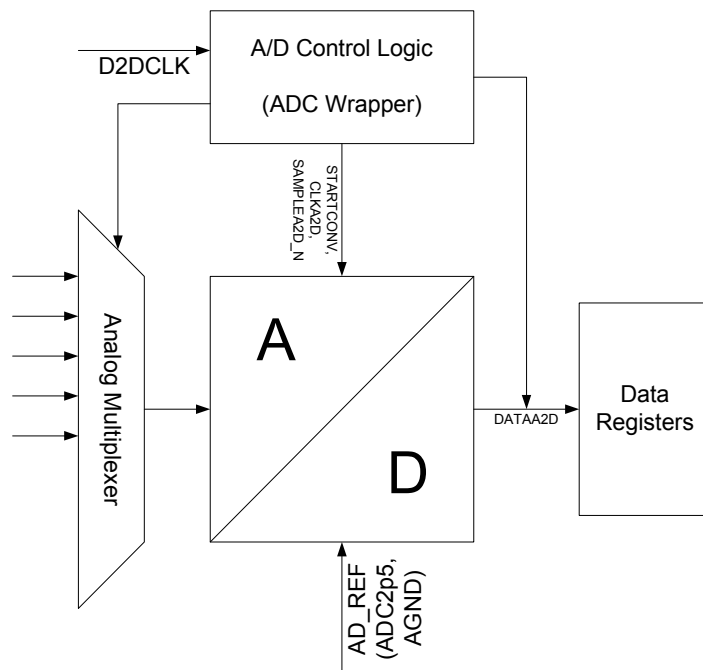 A/D Control Logic
(ADC Wrapper)
D2DCLK
STARTCONV,
CLKA2D,
SAMPLEA2D_N
Analog Multiplexer
A
D
DATAA2D
Data
Registers
AD_REF
(ADC2p5,
AGND)